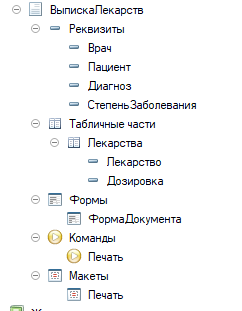 ВыпискаЛекарств
Реквизиты
Врач
Пациент
Диагноз
СтепеньЗаболевания
Табличные части
Лекарства
Лекарство
Дозировка
Формы
ФормаДокумента
Команды
Печать
Макеты
Печать